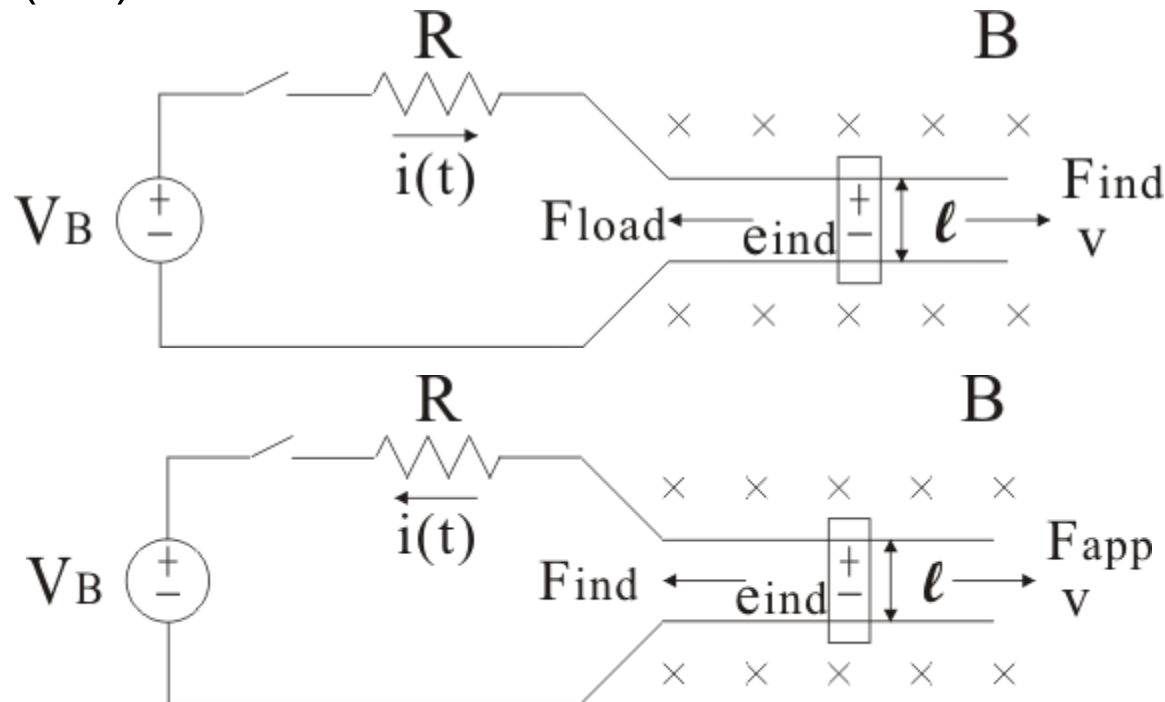 R
B
i(t)
VB
+
−
Fload
eind
+
−
ℓ
Find
v
R
B
i(t)
VB
+
−
Find
eind
+
−
ℓ
Fapp
v